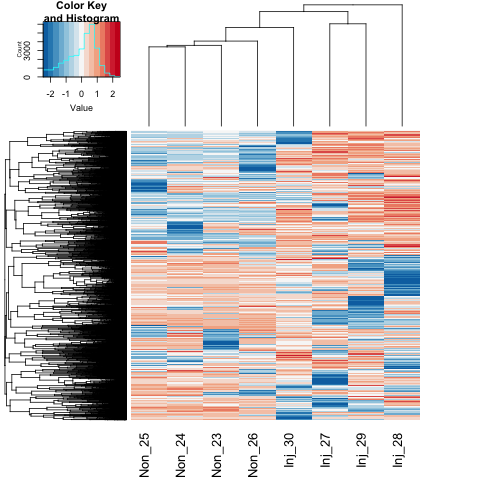 Color Key
and Histogram
Count
0 3000
-2 -1 0 1 2
Value
Non_25
Non_24
Non_23
Non_26
Inj_30
Inj_27
Inj_29
Inj_28